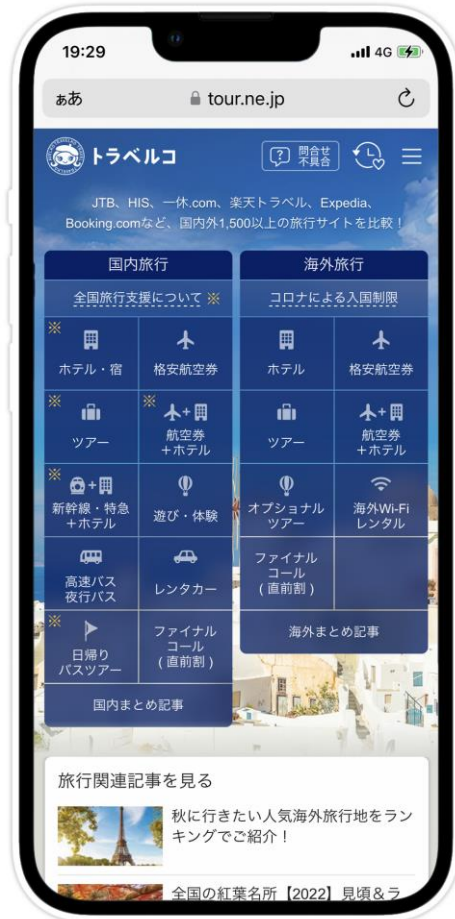 19:29
4G
ぁあ
tour.ne.jp
トラベルコ
問合せ
不具合
JTB、HIS、一休.com、楽天トラベル、Expedia、
Booking.comなど、国内外1,500以上の旅行サイトを比較！
国内旅行
全国旅行支援について ※
※
ホテル・宿
格安航空券
※
ツアー
※
航空券
+ホテル
※
新幹線・特急
+ホテル
遊び・体験
高速バス
夜行バス
レンタカー
※
日帰り
バスツアー
ファイナル
コール
(直前割)
国内まとめ記事
海外旅行
コロナによる入国制限
ホテル
格安航空券
ツアー
航空券
+ホテル
オプショナル
ツアー
海外Wi-Fi
レンタル
ファイナル
コール
(直前割)
海外まとめ記事
旅行関連記事を見る
秋に行きたい人気海外旅行地をラン
キングでご紹介！
全国の紅葉名所【2022】見頃＆ラ